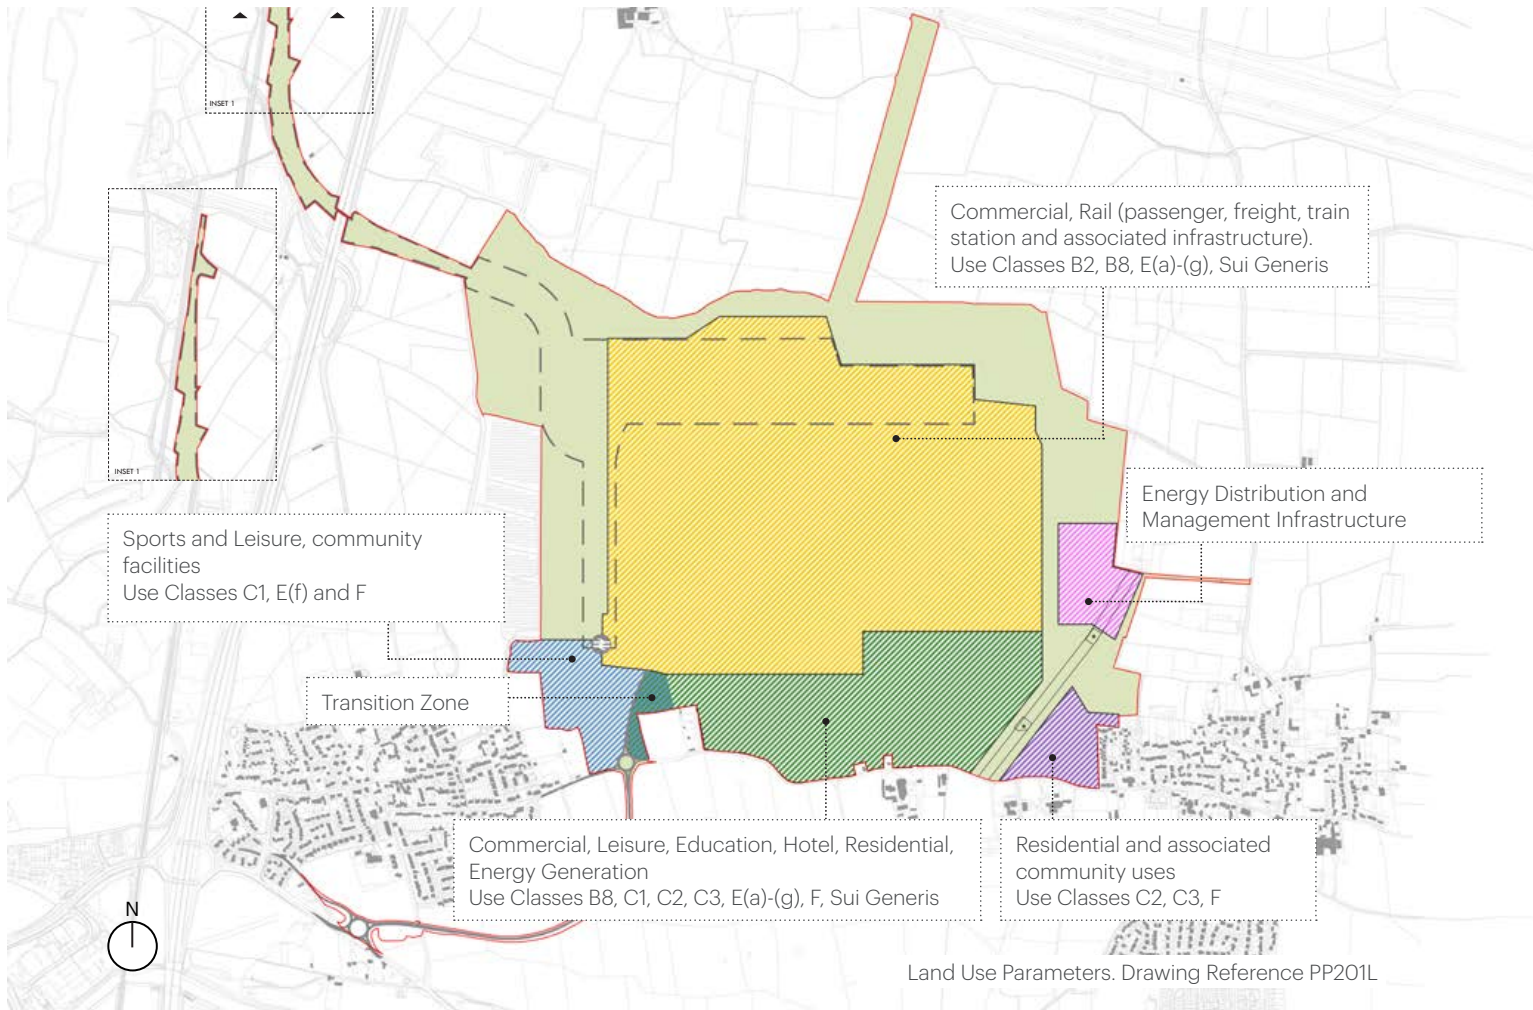 INSET 1
Commercial, Rail (passenger, freight, train
station and associated infrastructure).
Use Classes B2, B8, E(a)-(g), Sui Generis
INSET 1
Energy Distribution and
Management Infrastructure
Sports and Leisure, community
facilities
Use Classes C1, E(f) and F
Transition Zone
Commercial, Leisure, Education, Hotel, Residential,
Energy Generation
Use Classes B8, C1, C2, C3, E(a)-(g), F, Sui Generis
Residential and associated
community uses
Use Classes C2, C3, F
N
Land Use Parameters. Drawing Reference PP201L